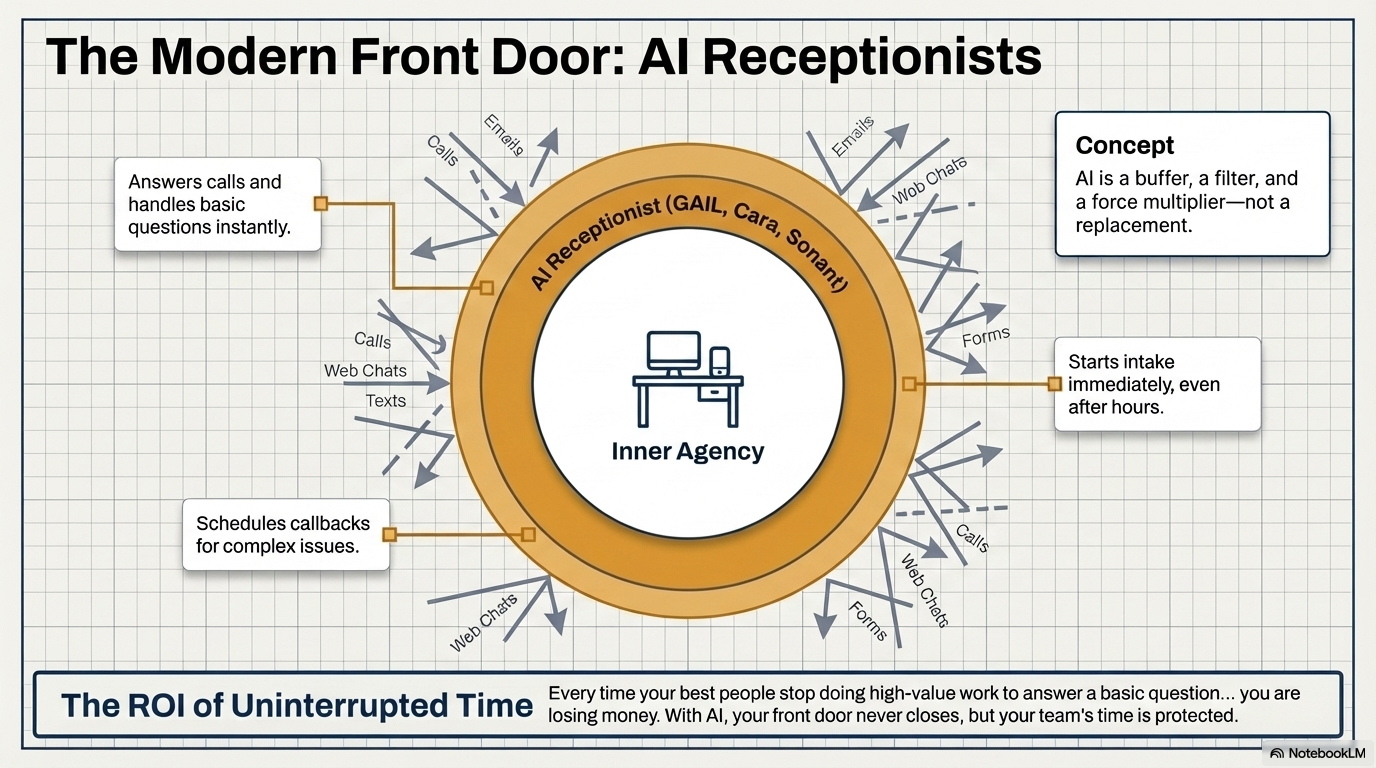 The Modern Front Door: AI Receptionists
Emails
Calls
Emails
Wob Chats
Answers calls and
handles basic
questions instantly.
Concept
AI is a buffer, a filter, and
a force multiplier—not a
replacement.
AI Receptionist (GAIL, Cara, Sonant)
Calls
Web Chats
Texts
Forms
Starts intake
immediately, even
after hours.
Inner Agency
Schedules callbacks
for complex issues.
Calls
Web Chats
Web Chats
Forms
The ROI of Uninterrupted Time
Every time your best people stop doing high-value work to answer a basic question... you are
losing money. With AI, your front door never closes, but your team's time is protected.
NotebookLM